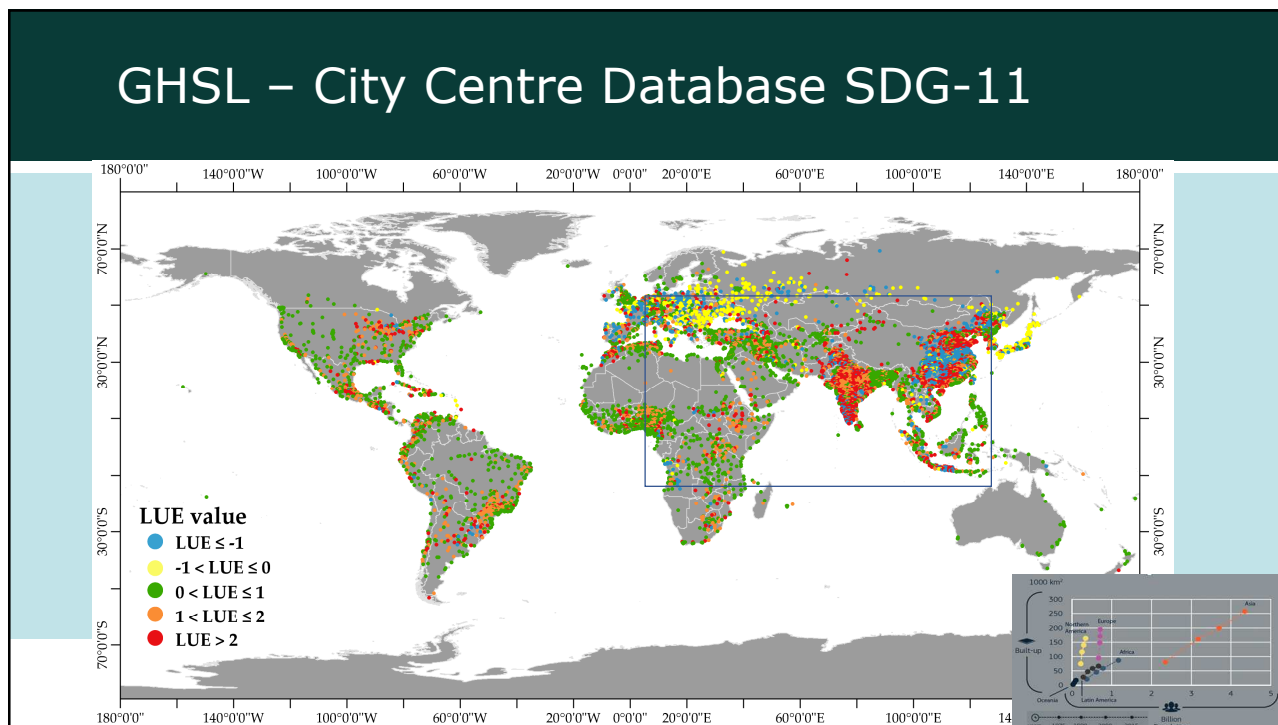 GHSL – City Centre Database SDG-11
180°0'0" 140°0'0"W 100°0'0"W 60°0'0"W 20°0'0"W 0°0'0" 20°0'0"E 60°0'0"E 100°0'0"E 140°0'0"E 180°0'0"
70°0'0"N 70°0'0"N
30°0'0"N 30°0'0"N
30°0'0"S 30°0'0"S
70°0'0"S
LUE value
LUE ≤ -1
-1 < LUE ≤ 0
0 < LUE ≤ 1
1 < LUE ≤ 2
LUE > 2
180°0'0" 140°0'0"W 100°0'0"W 60°0'0"W 20°0'0"W 0°0'0" 20°0'0"E 60°0'0"E 100°0'0"E
1000 km²
300
250
200
150
100
50
0
Built-up
Northern
America
Europe
Asia
Africa
Oceania
Latin America
0 1 2 3 4 5
Billion